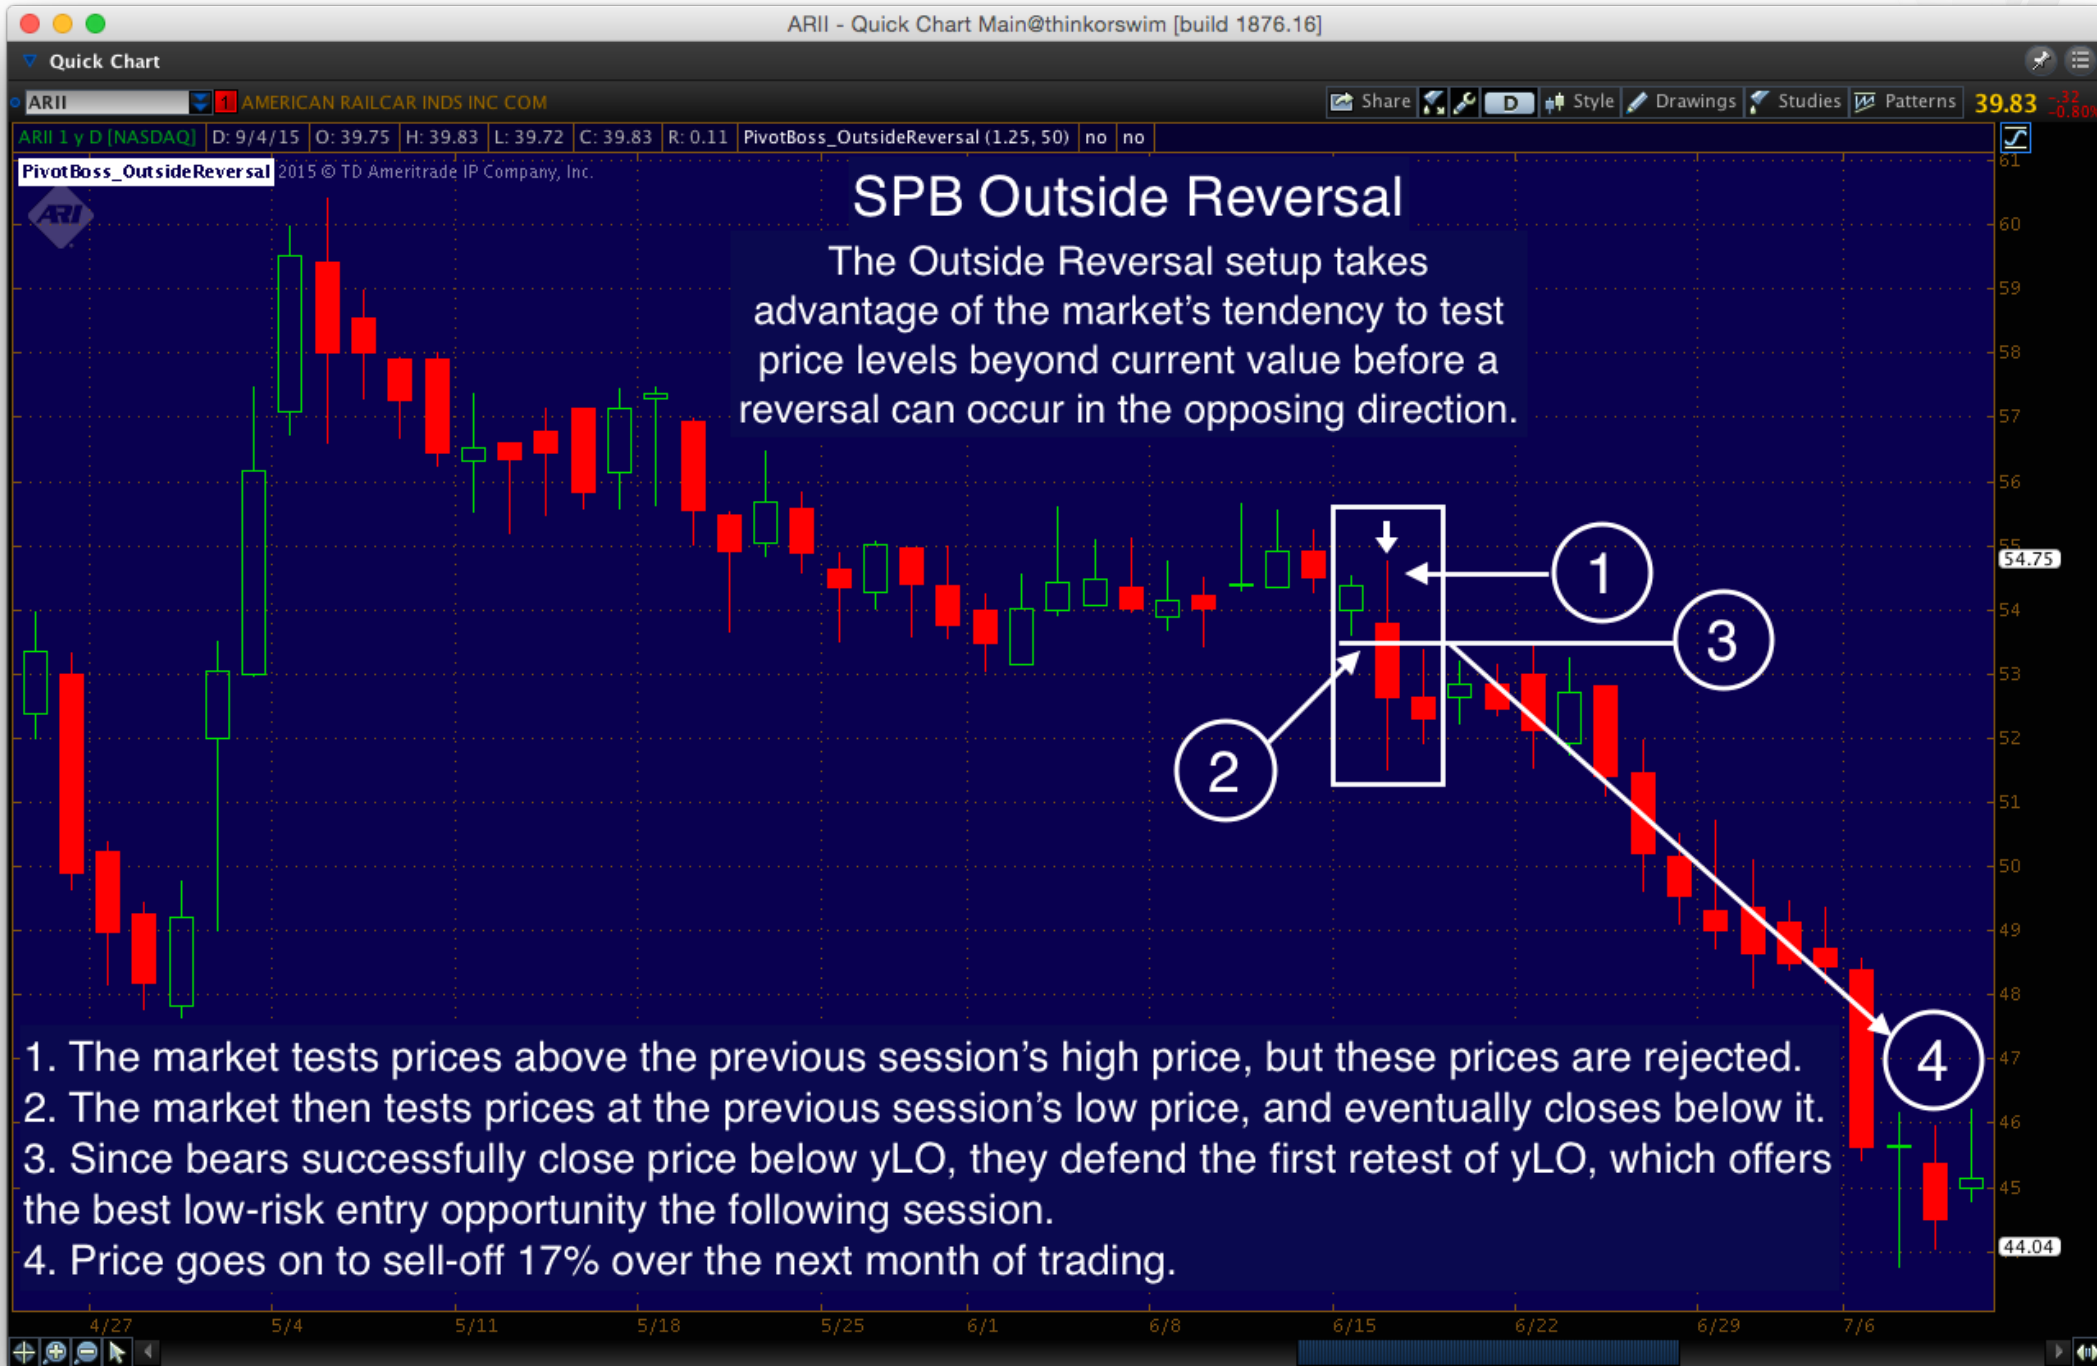 ARII - Quick Chart Main@thinkorswim [build 1876.16]
Quick Chart
ARII 1 AMERICAN RAILCAR INDS INC COM Share D Style Drawings Studies Patterns 39.83 -.32 -0.80%
ARII 1 y D [NASDAQ] D: 9/4/15 O: 39.75 H: 39.83 L: 39.72 C: 39.83 R: 0.11 PivotBoss_OutsideReversal (1.25, 50) no no
PivotBoss_OutsideReversal 2015 © TD Ameritrade IP Company, Inc.
ARI
SPB Outside Reversal
The Outside Reversal setup takes
advantage of the market's tendency to test
price levels beyond current value before a
reversal can occur in the opposing direction.
61
60
59
58
57
56
55
54.75
54
53
52
51
50
49
48
47
46
45
44.04
1
3
2
4
1. The market tests prices above the previous session's high price, but these prices are rejected.
2. The market then tests prices at the previous session's low price, and eventually closes below it.
3. Since bears successfully close price below yLO, they defend the first retest of yLO, which offers
the best low-risk entry opportunity the following session.
4. Price goes on to sell-off 17% over the next month of trading.
4/27 5/4 5/11 5/18 5/25 6/1 6/8 6/15 6/22 6/29 7/6